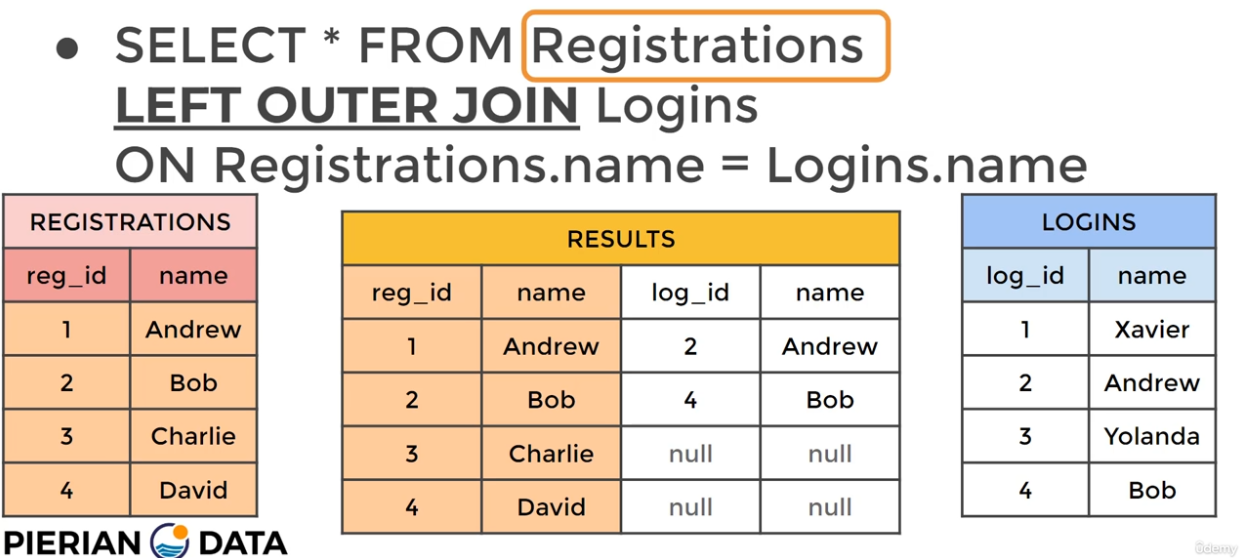 • SELECT * FROM Registrations
LEFT OUTER JOIN Logins
ON Registrations.name = Logins.name
REGISTRATIONS
reg_id name
1 Andrew
2 Bob
3 Charlie
4 David
RESULTS
reg_id name log_id name
1 Andrew 2 Andrew
2 Bob 4 Bob
3 Charlie null null
4 David null null
LOGINS
log_id name
1 Xavier
2 Andrew
3 Yolanda
4 Bob
PIERIAN DATA
ûdemy